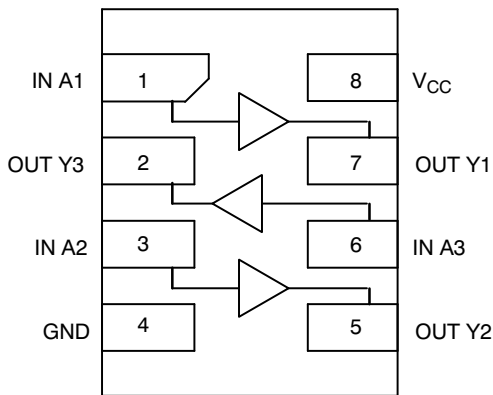 IN A1 1 8 VCC
OUT Y3 2 7 OUT Y1
IN A2 3 6 IN A3
GND 4 5 OUT Y2